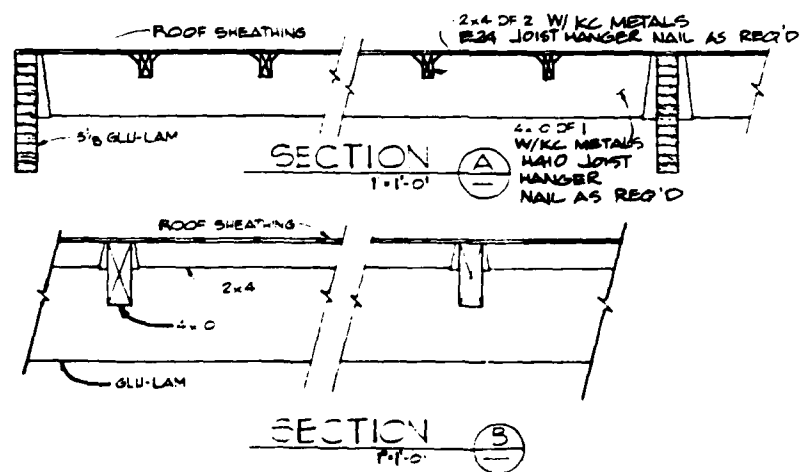 ROOF SHEATHING
2x4 DF 2 W/ KC METALS
E24 JOIST HANGER NAIL AS REQ'D
5⅛ GLU-LAM
4x DF 1
W/KC METALS
H410 JOIST
HANGER
NAIL AS REQ'D
SECTION A
1"=1'-0"
ROOF SHEATHING
2x4
GLU-LAM
SECTION B
1"=1'-0"